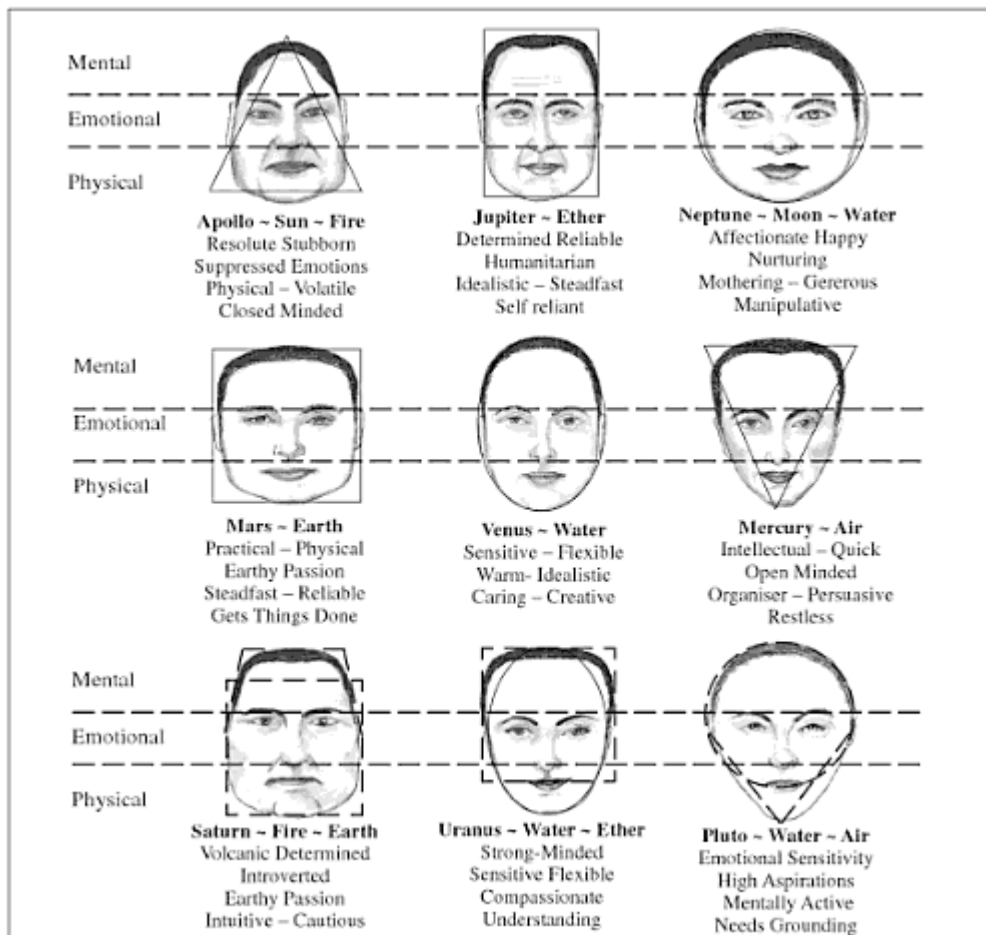 Mental
Emotional
Physical
Apollo ~ Sun ~ Fire
Resolute Stubborn
Suppressed Emotions
Physical – Volatile
Closed Minded
Jupiter ~ Ether
Determined Reliable
Humanitarian
Idealistic – Steadfast
Self reliant
Neptune ~ Moon ~ Water
Affectionate Happy
Nurturing
Mothering – Gererous
Manipulative
Mental
Emotional
Physical
Mars ~ Earth
Practical – Physical
Earthy Passion
Steadfast – Reliable
Gets Things Done
Venus ~ Water
Sensitive – Flexible
Warm- Idealistic
Caring – Creative
Mercury ~ Air
Intellectual – Quick
Open Minded
Organiser – Persuasive
Restless
Mental
Emotional
Physical
Saturn ~ Fire ~ Earth
Volcanic Determined
Introverted
Earthy Passion
Intuitive – Cautious
Uranus ~ Water ~ Ether
Strong-Minded
Sensitive Flexible
Compassionate
Understanding
Pluto ~ Water ~ Air
Emotional Sensitivity
High Aspirations
Mentally Active
Needs Grounding